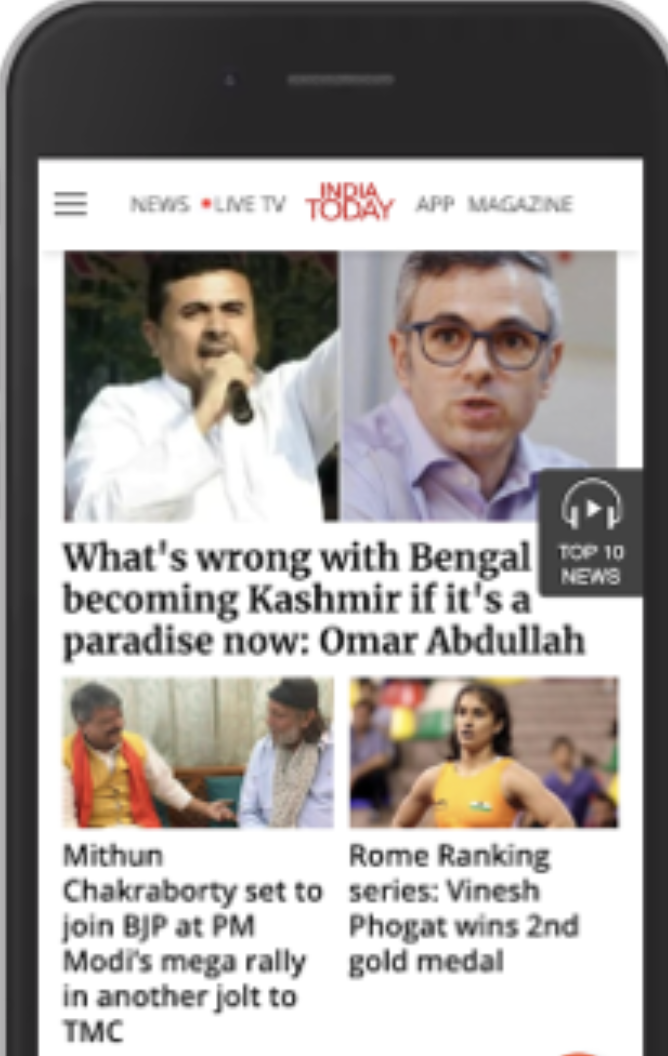 NEWS LIVE TV INDIA TODAY APP MAGAZINE
TOP 10
NEWS
What's wrong with Bengal
becoming Kashmir if it's a
paradise now: Omar Abdullah
Mithun
Chakraborty set to
join BJP at PM
Modi's mega rally
in another jolt to
TMC
Rome Ranking
series: Vinesh
Phogat wins 2nd
gold medal